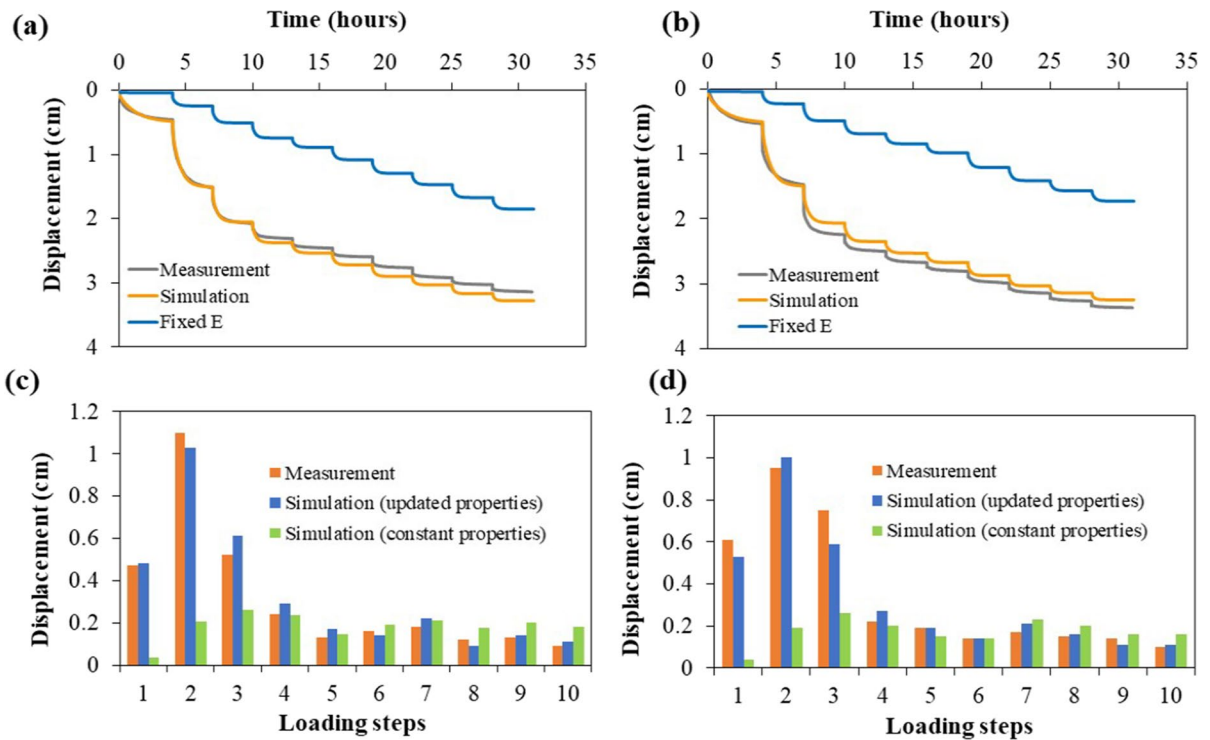 (a)
Time (hours)
0 5 10 15 20 25 30 35
0
1
2
3
4
Displacement (cm)
Measurement
Simulation
Fixed E
(b)
Time (hours)
0 5 10 15 20 25 30 35
0
1
2
3
4
Displacement (cm)
Measurement
Simulation
Fixed E
(c)
1.2
1
0.8
0.6
0.4
0.2
0
Displacement (cm)
Measurement
Simulation (updated properties)
Simulation (constant properties)
1 2 3 4 5 6 7 8 9 10
Loading steps
(d)
1.2
1
0.8
0.6
0.4
0.2
0
Displacement (cm)
Measurement
Simulation (updated properties)
Simulation (constant properties)
1 2 3 4 5 6 7 8 9 10
Loading steps